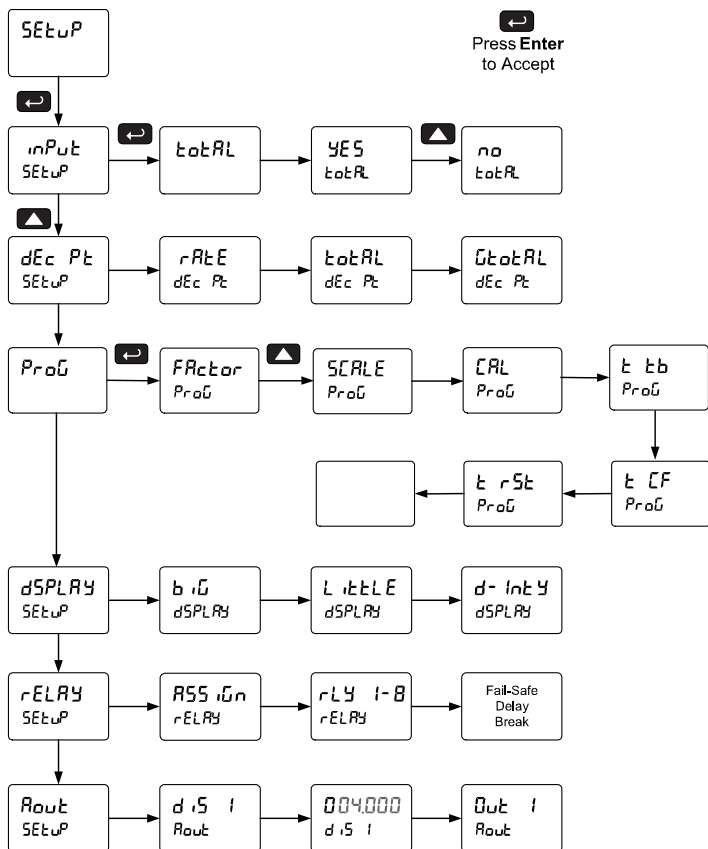 SEtuP
Press Enter
to Accept
inPut
SEtuP
totAL
YES
totAL
no
totAL
dEc Pt
SEtuP
rAtE
dEc Pt
totAL
dEc Pt
GtotAL
dEc Pt
ProG
FActor
ProG
SCALE
ProG
CAL
ProG
t tb
ProG
t rSt
ProG
t CF
ProG
dSPLAY
SEtuP
biG
dSPLAY
LittLE
dSPLAY
d-IntY
dSPLAY
rELAY
SEtuP
ASSiGn
rELAY
rLY 1-8
rELAY
Fail-Safe
Delay
Break
Aout
SEtuP
diS 1
Aout
004.000
diS 1
Out 1
Aout